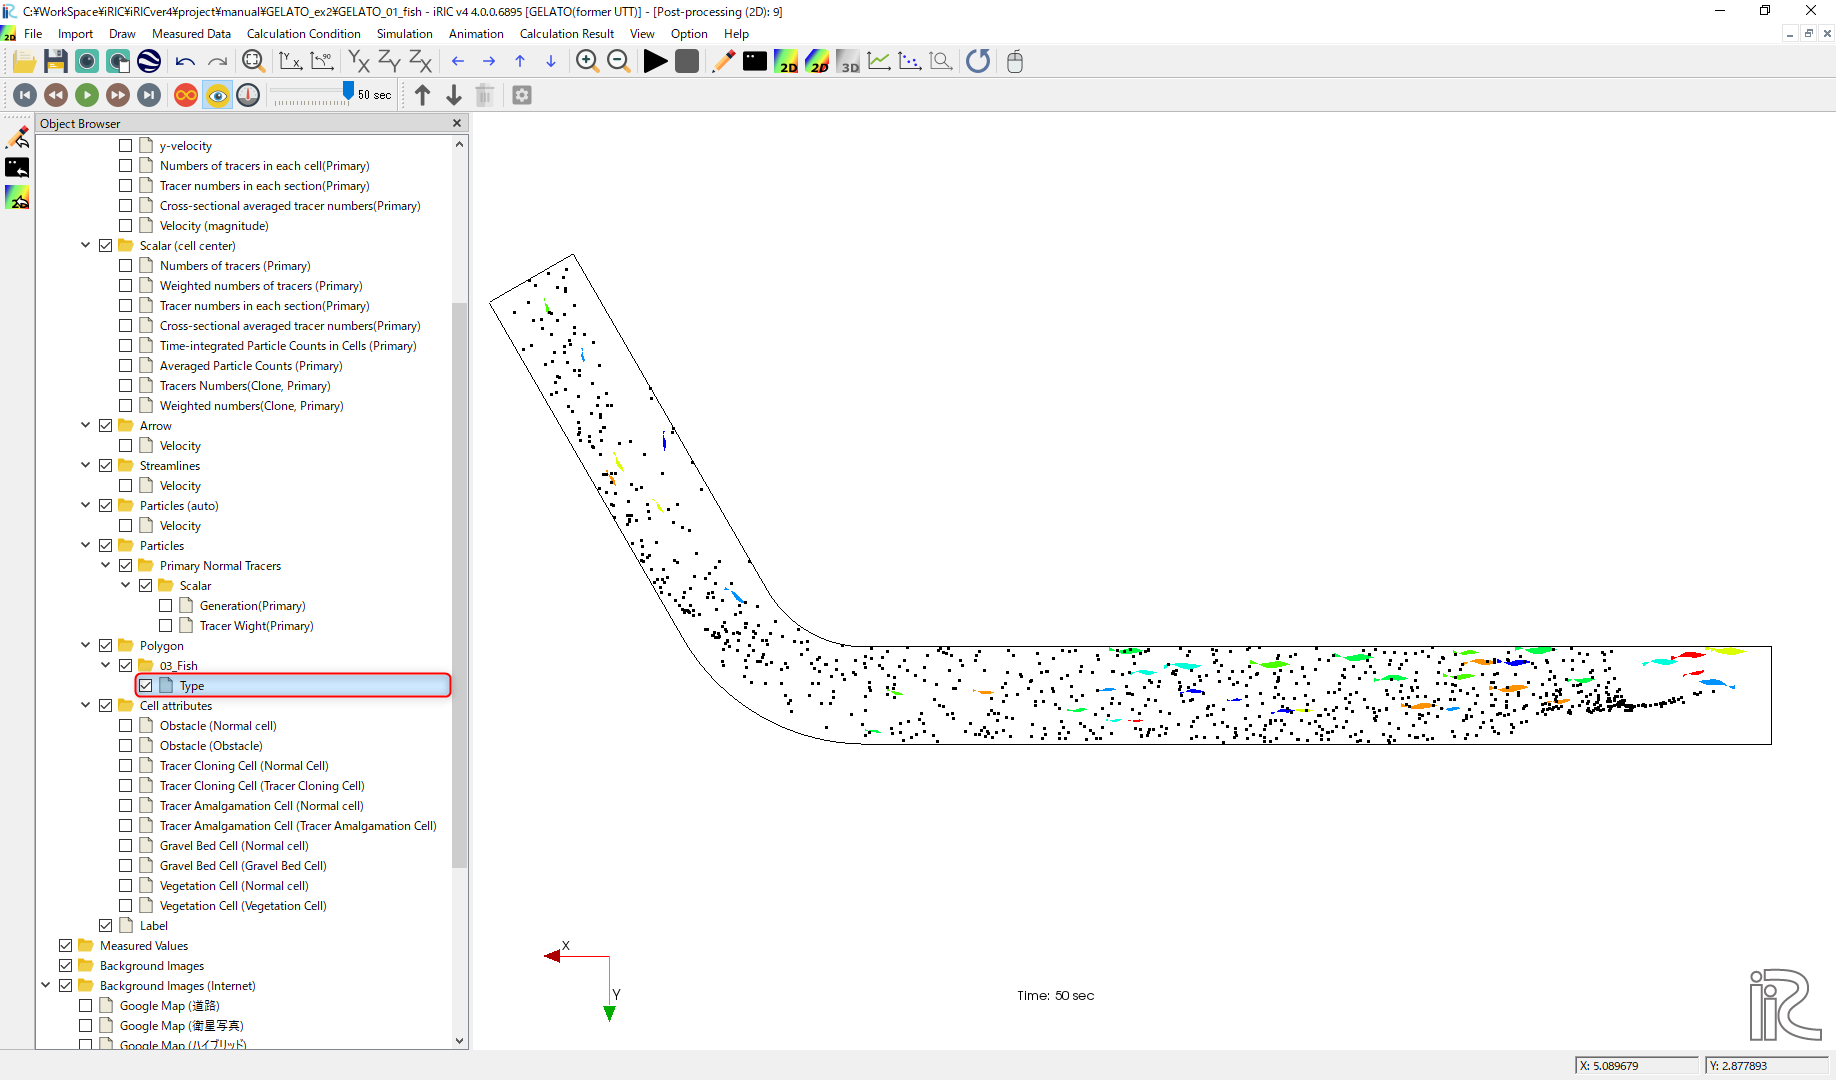 C:¥WorkSpace¥iRIC¥iRICver4¥project¥manual¥GELATO_ex2¥GELATO_01_fish - iRIC v4 4.0.0.6895 [GELATO(former UTT)] - [Post-processing (2D): 9]
File Import Draw Measured Data Calculation Condition Simulation Animation Calculation Result View Option Help
50 sec
Object Browser
y-velocity
Numbers of tracers in each cell(Primary)
Tracer numbers in each section(Primary)
Cross-sectional averaged tracer numbers(Primary)
Velocity (magnitude)
Scalar (cell center)
Numbers of tracers (Primary)
Weighted numbers of tracers (Primary)
Tracer numbers in each section(Primary)
Cross-sectional averaged tracer numbers(Primary)
Time-integrated Particle Counts in Cells (Primary)
Averaged Particle Counts (Primary)
Tracers Numbers(Clone, Primary)
Weighted numbers(Clone, Primary)
Arrow
Velocity
Streamlines
Velocity
Particles (auto)
Velocity
Particles
Primary Normal Tracers
Scalar
Generation(Primary)
Tracer Wight(Primary)
Polygon
03_Fish
Type
Cell attributes
Obstacle (Normal cell)
Obstacle (Obstacle)
Tracer Cloning Cell (Normal Cell)
Tracer Cloning Cell (Tracer Cloning Cell)
Tracer Amalgamation Cell (Normal cell)
Tracer Amalgamation Cell (Tracer Amalgamation Cell)
Gravel Bed Cell (Normal cell)
Gravel Bed Cell (Gravel Bed Cell)
Vegetation Cell (Normal cell)
Vegetation Cell (Vegetation Cell)
Label
Measured Values
Background Images
Background Images (Internet)
Google Map (道路)
Google Map (衛星写真)
Google Map (ハイブリッド)
X
Y
Time: 50 sec
iRIC
X: 5.089679
Y: 2.877893